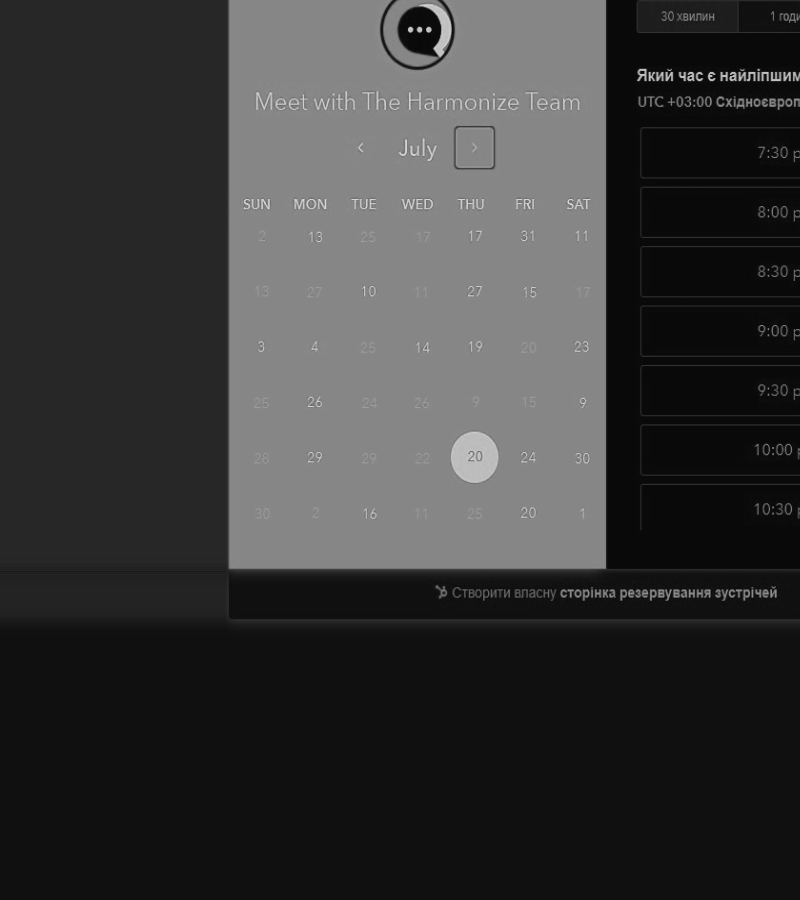 Meet with The Harmonize Team
July
SUN MON TUE WED THU FRI SAT
2 13 25 17 17 31 11
13 27 10 11 27 15 17
3 4 25 14 19 20 23
25 26 24 26 9 15 9
28 29 29 22 20 24 30
30 2 16 11 25 20 1
30 хвилин 1 годи
Який час є найліпшим
UTC +03:00 Східноєвроп
7:30 p
8:00 p
8:30 p
9:00 p
9:30 p
10:00 p
10:30 p
Створити власну сторінка резервування зустрічей